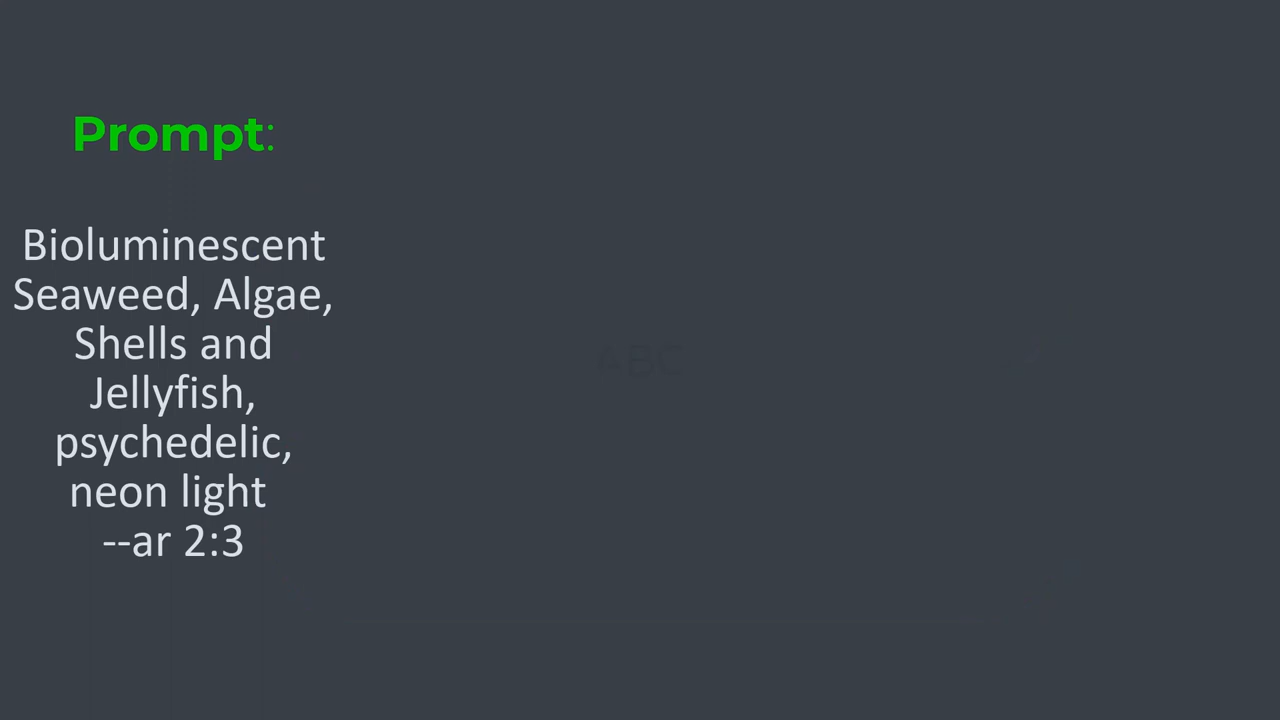 Prompt:
Bioluminescent
Seaweed, Algae,
Shells and
Jellyfish,
psychedelic,
neon light
--ar 2:3